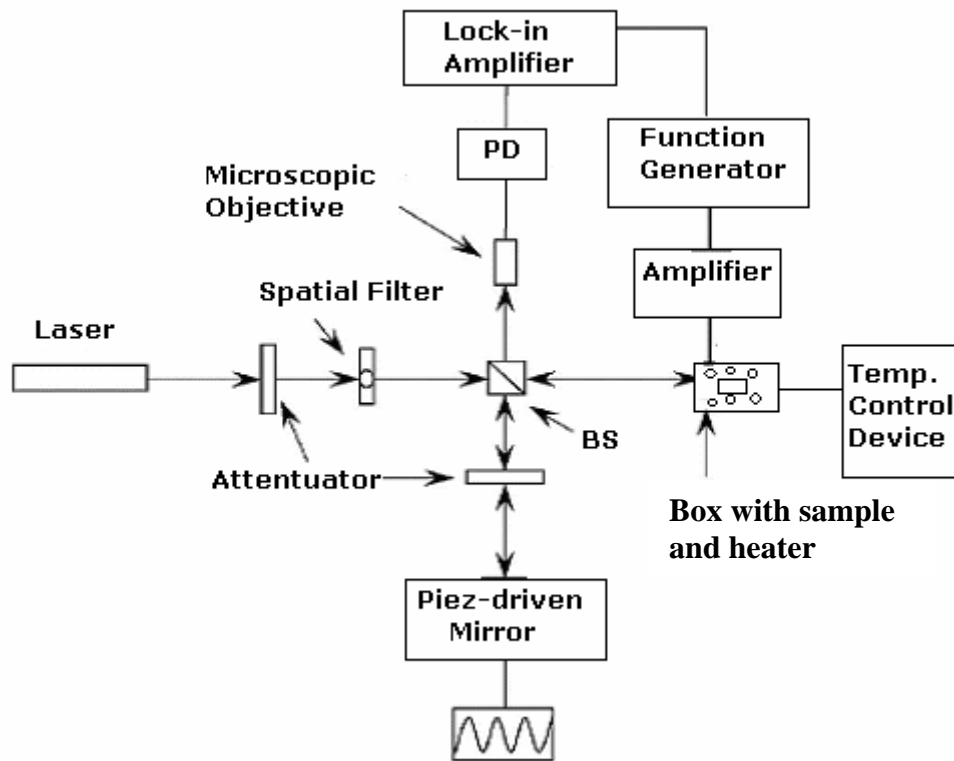 Lock-in
Amplifier
PD
Function
Generator
Microscopic
Objective
Amplifier
Spatial Filter
Laser
Temp.
Control
Device
BS
Attentuator
Box with sample
and heater
Piez-driven
Mirror